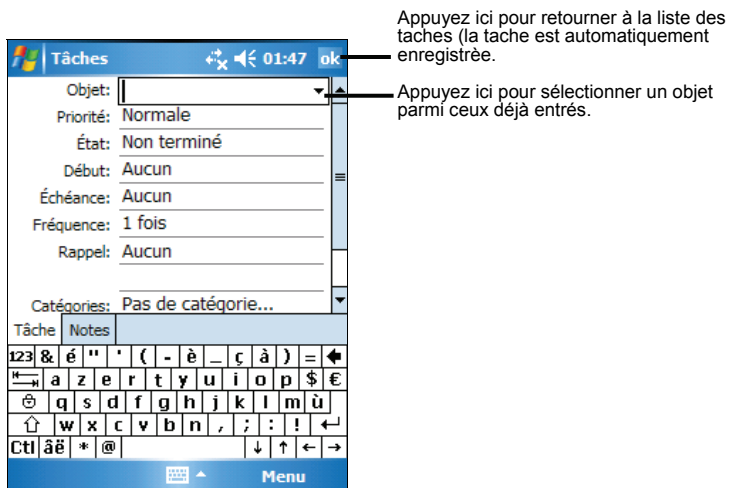 Appuyez ici pour retourner à la liste des
taches (la tache est automatiquement
enregistrèe.
Appuyez ici pour sélectionner un objet
parmi ceux déjà entrés.
Tâches 01:47 ok
Objet:
Priorité: Normale
État: Non terminé
Début: Aucun
Échéance: Aucun
Fréquence: 1 fois
Rappel: Aucun
Catégories: Pas de catégorie...
Tâche Notes
123 & é " ' ( - è _ ç à ) =
a z e r t y u i o p $ €
q s d f g h j k l m ù
w x c v b n , ; : !
Ctl âë * @ ↓ ↑ ← →
Menu